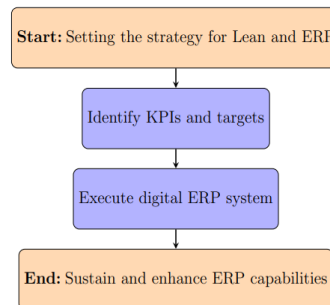 Start: Setting the strategy for Lean and ERP
Identify KPIs and targets
Execute digital ERP system
End: Sustain and enhance ERP capabilities